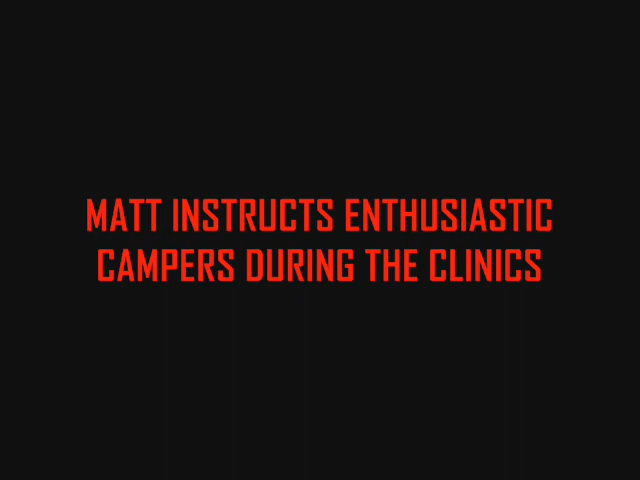 MATT INSTRUCTS ENTHUSIASTIC
CAMPERS DURING THE CLINICS